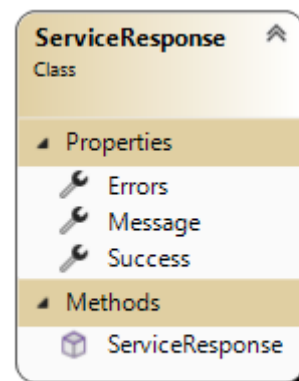 ServiceResponse
Class
Properties
Errors
Message
Success
Methods
ServiceResponse